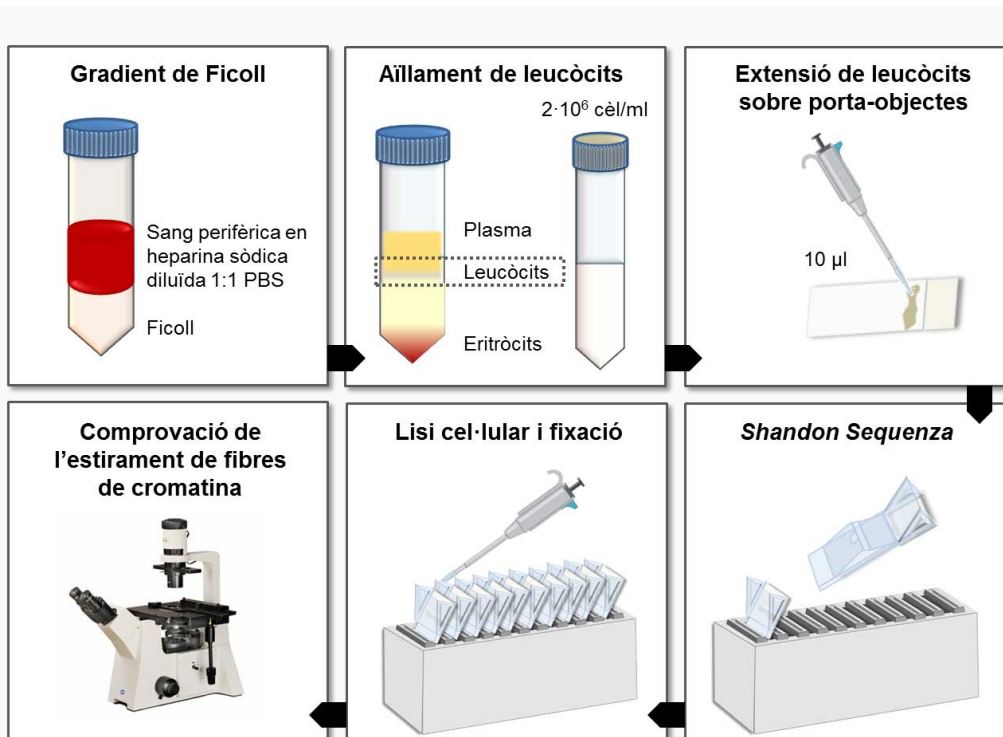 Gradient de Ficoll
Sang perifèrica en
heparina sòdica
diluïda 1:1 PBS
Ficoll
Aïllament de leucòcits
2·10⁶ cèl/ml
Plasma
Leucòcits
Eritròcits
Extensió de leucòcits
sobre porta-objectes
10 µl
Comprovació de
l'estirament de fibres
de cromatina
Lisi cel·lular i fixació
Shandon Sequenza